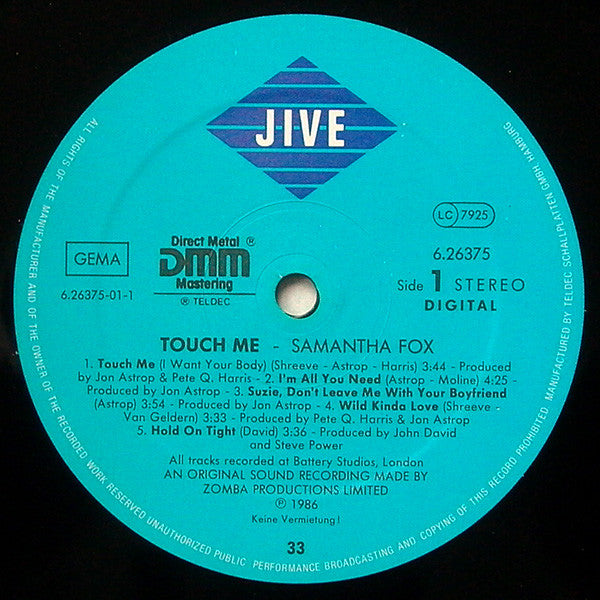 JIVE
LC 7925
GEMA
6.26375-01-1
Direct Metal ®
DMM
Mastering
® TELDEC
6.26375
Side 1 STEREO
DIGITAL
TOUCH ME - SAMANTHA FOX
1. Touch Me (I Want Your Body) (Shreeve - Astrop - Harris) 3:44 - Produced
by Jon Astrop & Pete Q. Harris - 2. I'm All You Need (Astrop - Moline) 4:25 -
Produced by Jon Astrop - 3. Suzie, Don't Leave Me With Your Boyfriend
(Astrop) 3:54 - Produced by Jon Astrop - 4. Wild Kinda Love (Shreeve -
Van Geldern) 3:33 - Produced by Pete Q. Harris & Jon Astrop
5. Hold On Tight (David) 3:36 - Produced by John David
and Steve Power
All tracks recorded at Battery Studios, London
AN ORIGINAL SOUND RECORDING MADE BY
ZOMBA PRODUCTIONS LIMITED
℗ 1986
Keine Vermietung!
33
ALL RIGHTS OF THE MANUFACTURER AND OF THE OWNER OF THE RECORDED WORK RESERVED UNAUTHORIZED PUBLIC PERFORMANCE BROADCASTING AND COPYING OF THIS RECORD PROHIBITED MANUFACTURED BY TELDEC SCHALLPLATTEN GMBH, HAMBURG